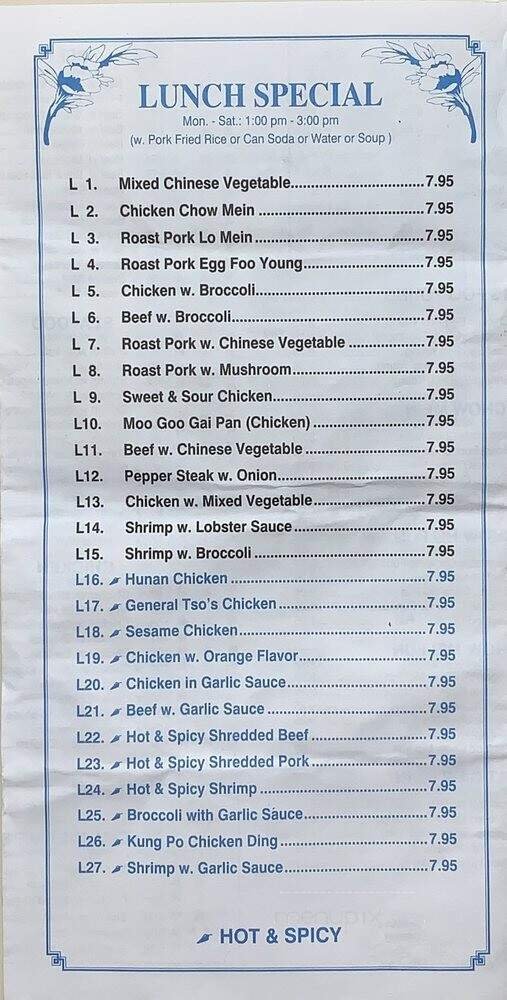 LUNCH SPECIAL
Mon. - Sat.: 1:00 pm - 3:00 pm
(w. Pork Fried Rice or Can Soda or Water or Soup )
L 1. Mixed Chinese Vegetable..................................7.95
L 2. Chicken Chow Mein ..........................................7.95
L 3. Roast Pork Lo Mein...........................................7.95
L 4. Roast Pork Egg Foo Young...............................7.95
L 5. Chicken w. Broccoli...........................................7.95
L 6. Beef w. Broccoli.................................................7.95
L 7. Roast Pork w. Chinese Vegetable ...................7.95
L 8. Roast Pork w. Mushroom..................................7.95
L 9. Sweet & Sour Chicken.......................................7.95
L10. Moo Goo Gai Pan (Chicken) ............................7.95
L11. Beef w. Chinese Vegetable ..............................7.95
L12. Pepper Steak w. Onion.....................................7.95
L13. Chicken w. Mixed Vegetable............................7.95
L14. Shrimp w. Lobster Sauce.................................7.95
L15. Shrimp w. Broccoli ...........................................7.95
L16. Hunan Chicken .................................................7.95
L17. General Tso's Chicken.....................................7.95
L18. Sesame Chicken...............................................7.95
L19. Chicken w. Orange Flavor................................7.95
L20. Chicken in Garlic Sauce...................................7.95
L21. Beef w. Garlic Sauce ........................................7.95
L22. Hot & Spicy Shredded Beef .............................7.95
L23. Hot & Spicy Shredded Pork.............................7.95
L24. Hot & Spicy Shrimp ..........................................7.95
L25. Broccoli with Garlic Sauce...............................7.95
L26. Kung Po Chicken Ding .....................................7.95
L27. Shrimp w. Garlic Sauce....................................7.95
HOT & SPICY